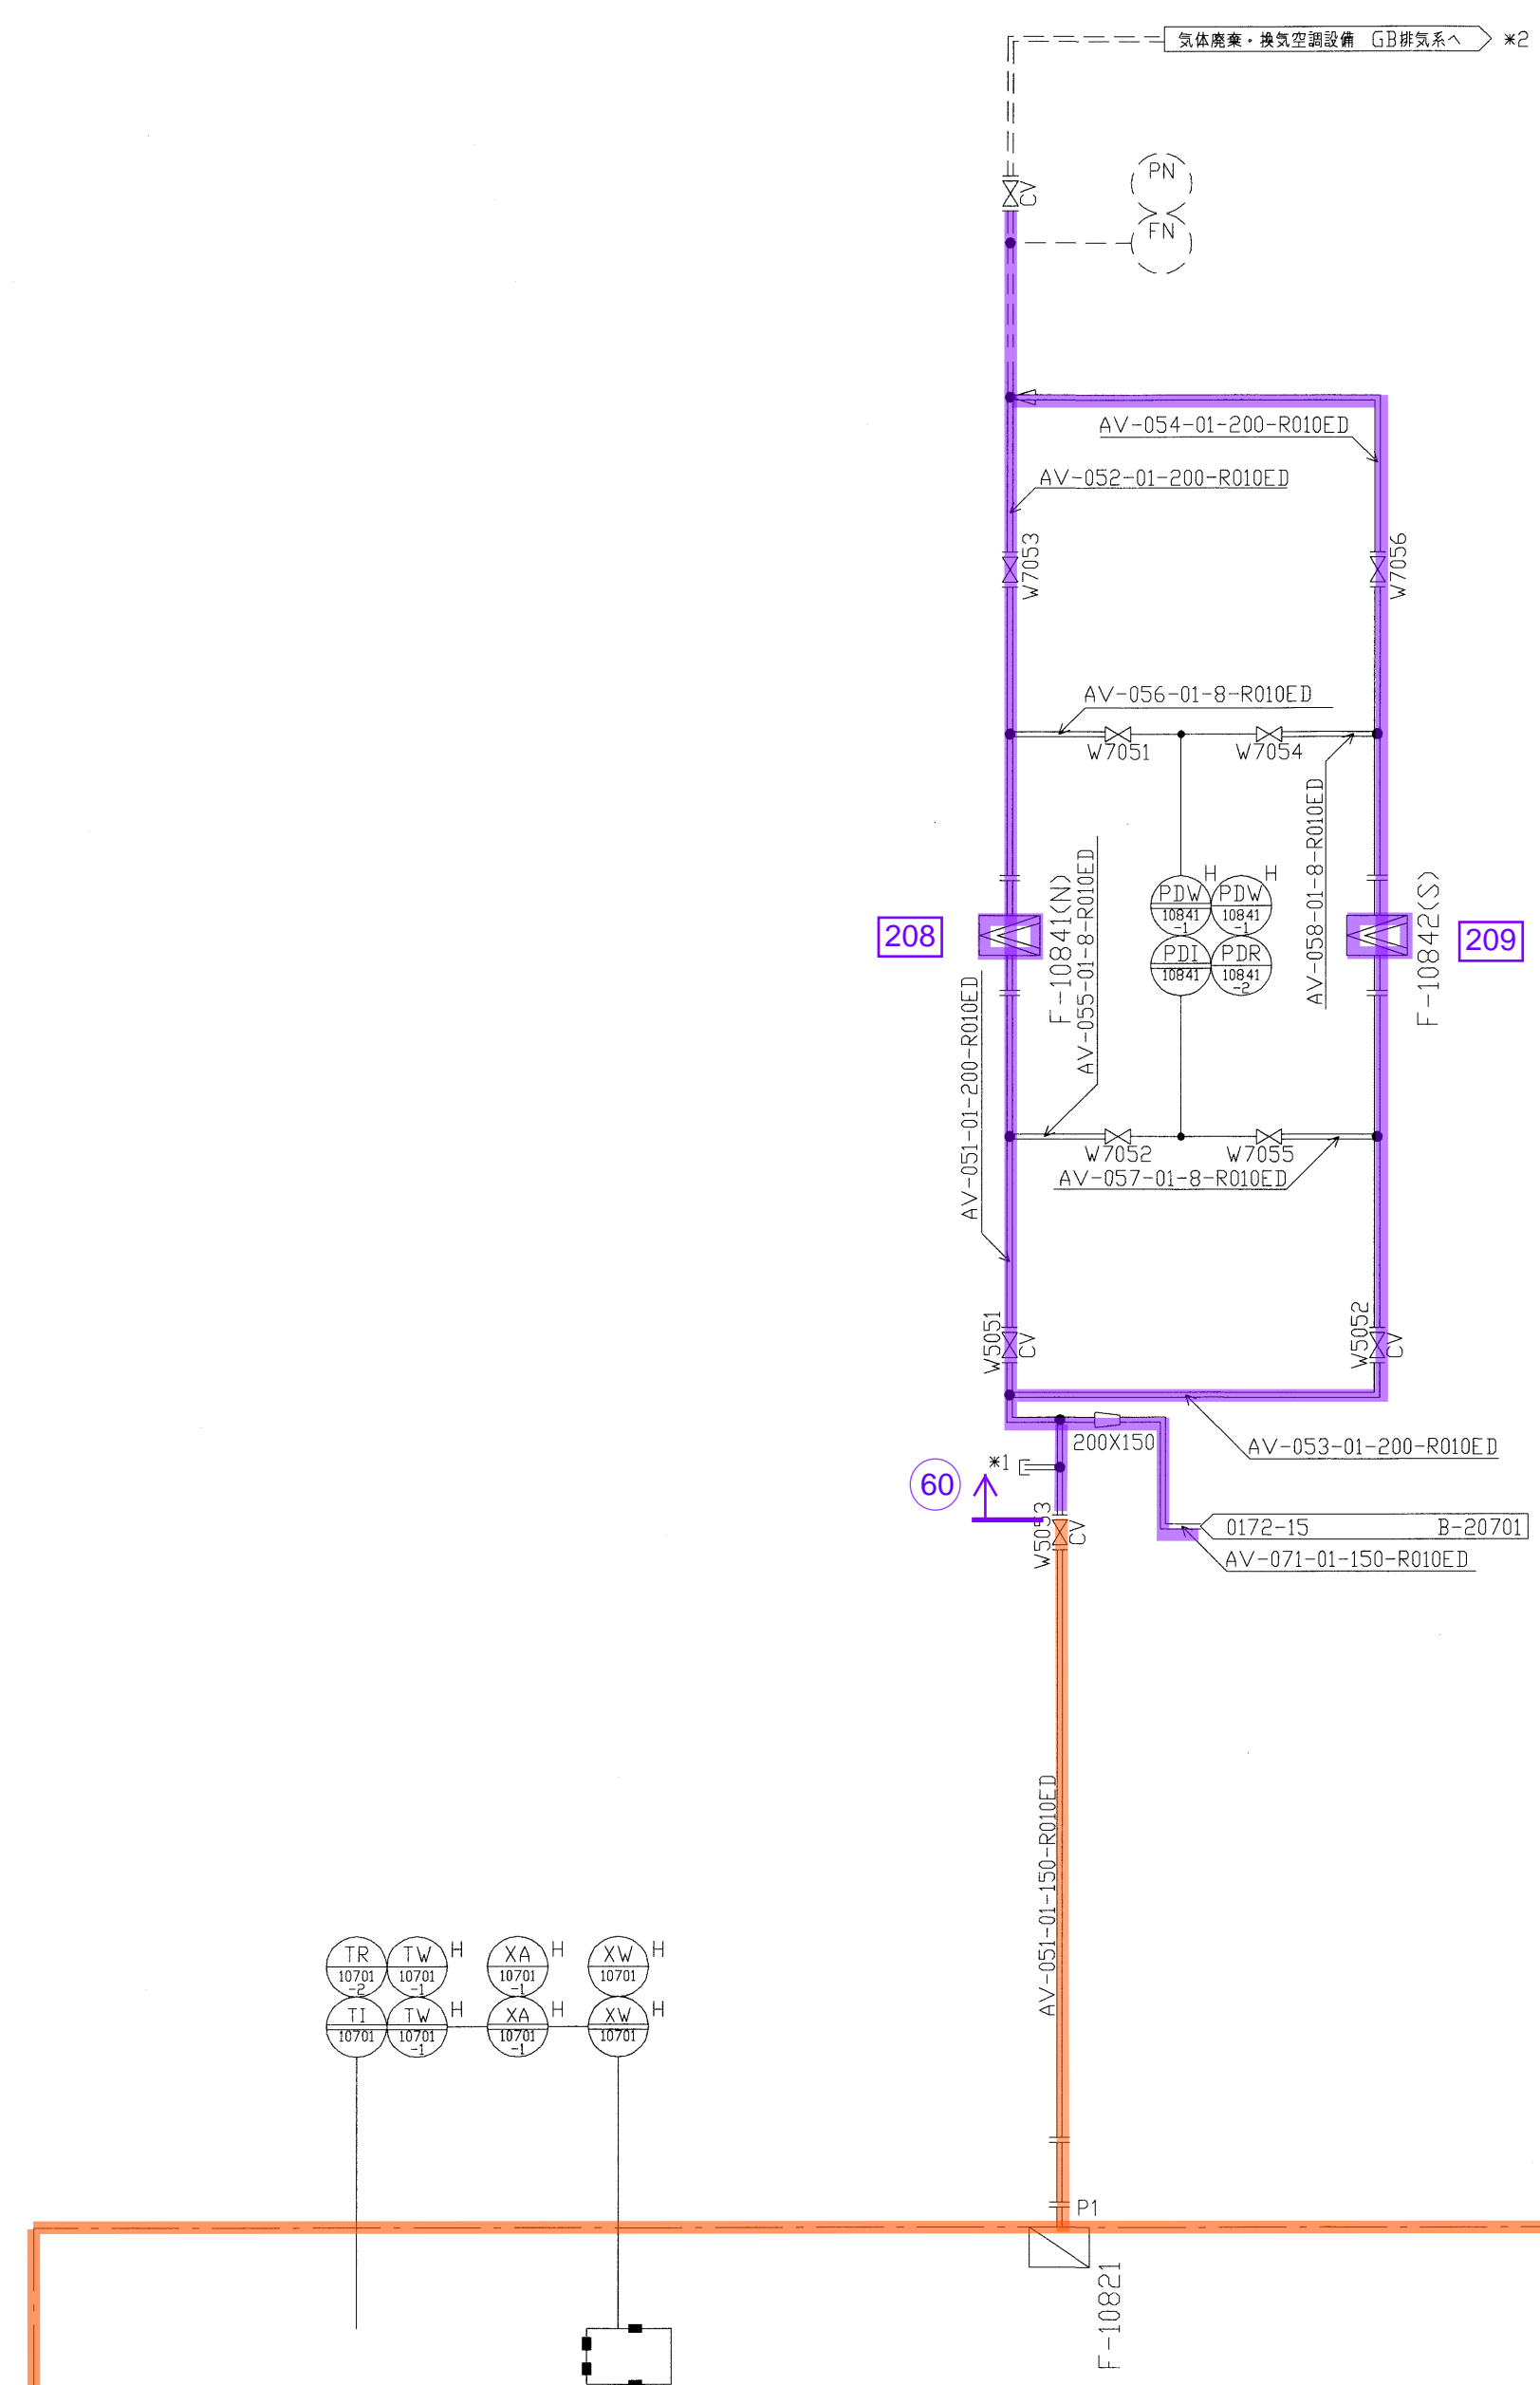 気体廃棄・換気空調設備 GB排気系へ
*2
CV
PN
FN
AV-054-01-200-R010ED
AV-052-01-200-R010ED
W7053
W7056
AV-056-01-8-R010ED
W7051
W7054
AV-058-01-8-R010ED
H
H
PDW
10841
-1
PDW
10841
-1
PDI
10841
PDR
10841
-2
208
F-10841(N)
AV-055-01-8-R010ED
F-10842(S)
209
AV-051-01-200-R010ED
W7052
W7055
AV-057-01-8-R010ED
W5051
CV
W5052
CV
200X150
AV-053-01-200-R010ED
*1
60
W5053
CV
0172-15
B-20701
AV-071-01-150-R010ED
AV-051-01-150-R010ED
TR
10701
-2
TW
10701
-1
H
XA
10701
-1
H
XW
10701
H
TI
10701
TW
10701
-1
H
XA
10701
-1
H
XW
10701
H
P1
F-10821